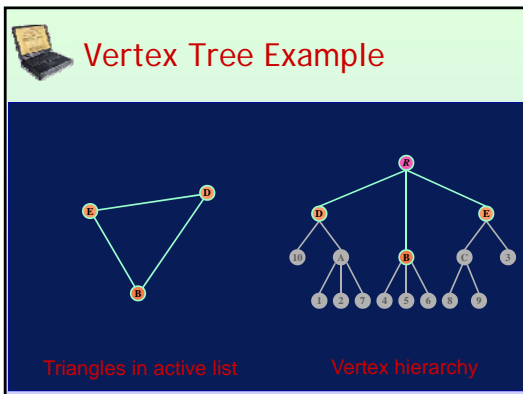 Vertex Tree Example
R
D
D
E
E
10
A
B
C
3
B
1
2
7
4
5
6
8
9
Triangles in active list
Vertex hierarchy